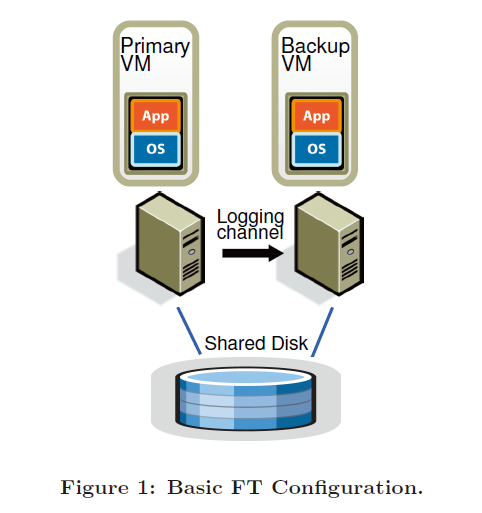 Primary
VM
Backup
VM
App
OS
App
OS
Logging
channel
Shared Disk
Figure 1: Basic FT Configuration.